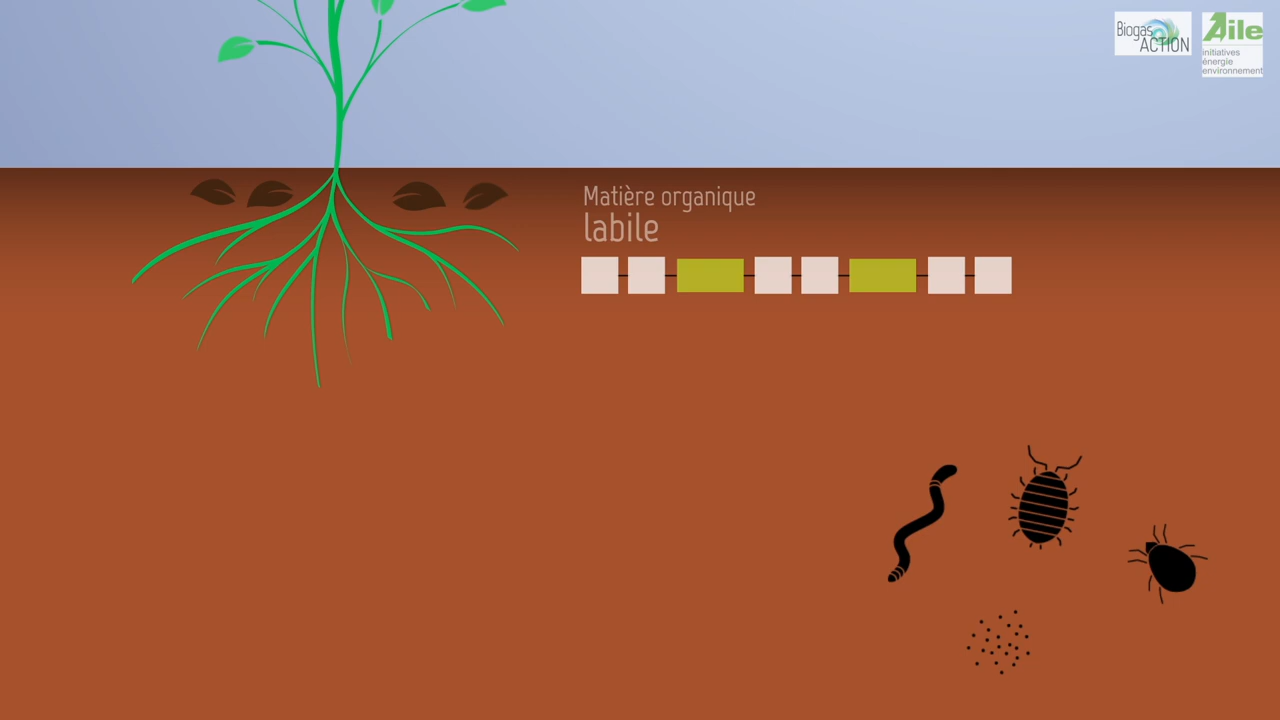 Biogas
ACTION
Aile
initiatives
énergie
environnement
Matière organique
labile